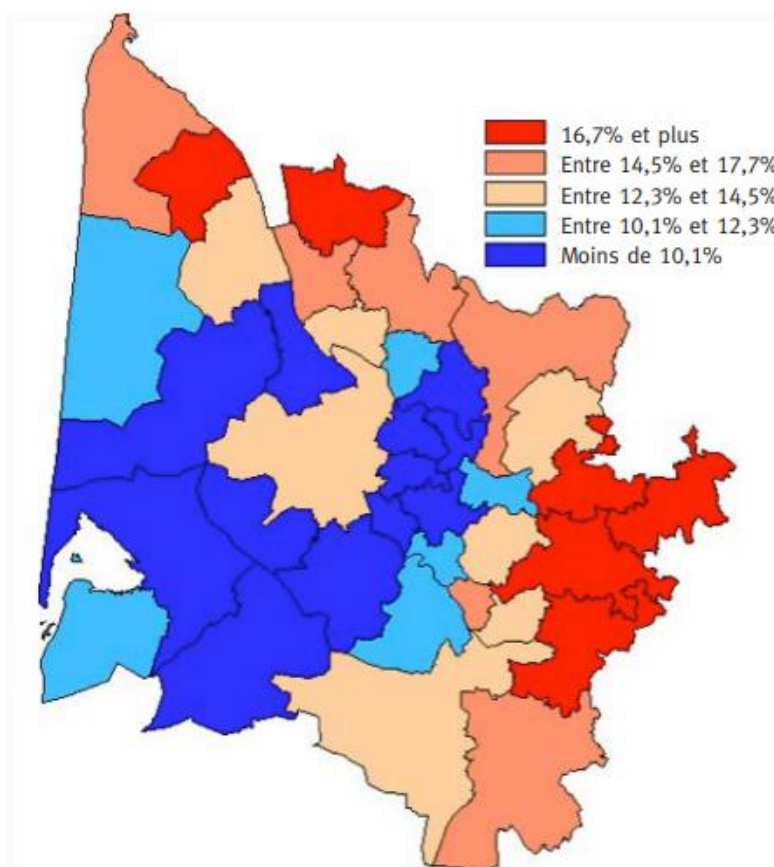 16,7% et plus
Entre 14,5% et 17,7%
Entre 12,3% et 14,5%
Entre 10,1% et 12,3%
Moins de 10,1%